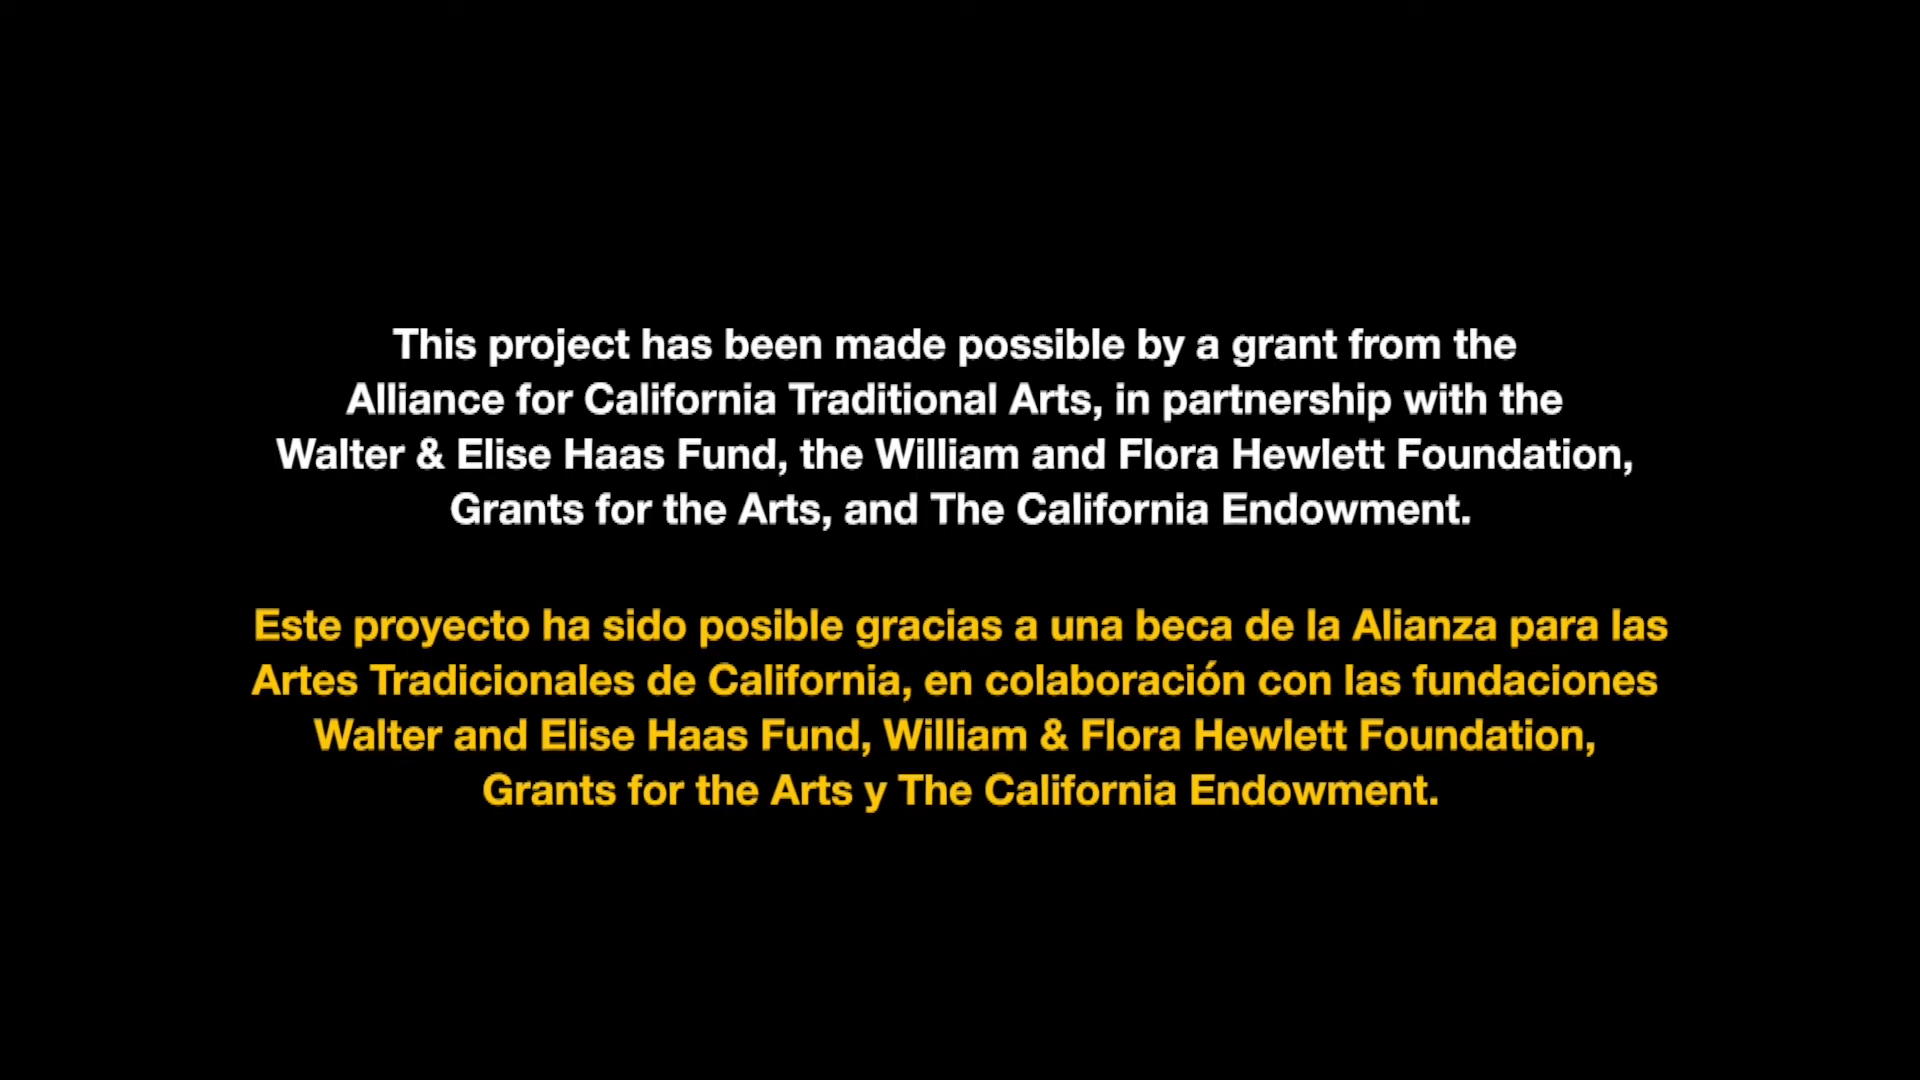 This project has been made possible by a grant from the
Alliance for California Traditional Arts, in partnership with the
Walter & Elise Haas Fund, the William and Flora Hewlett Foundation,
Grants for the Arts, and The California Endowment.
Este proyecto ha sido posible gracias a una beca de la Alianza para las
Artes Tradicionales de California, en colaboración con las fundaciones
Walter and Elise Haas Fund, William & Flora Hewlett Foundation,
Grants for the Arts y The California Endowment.